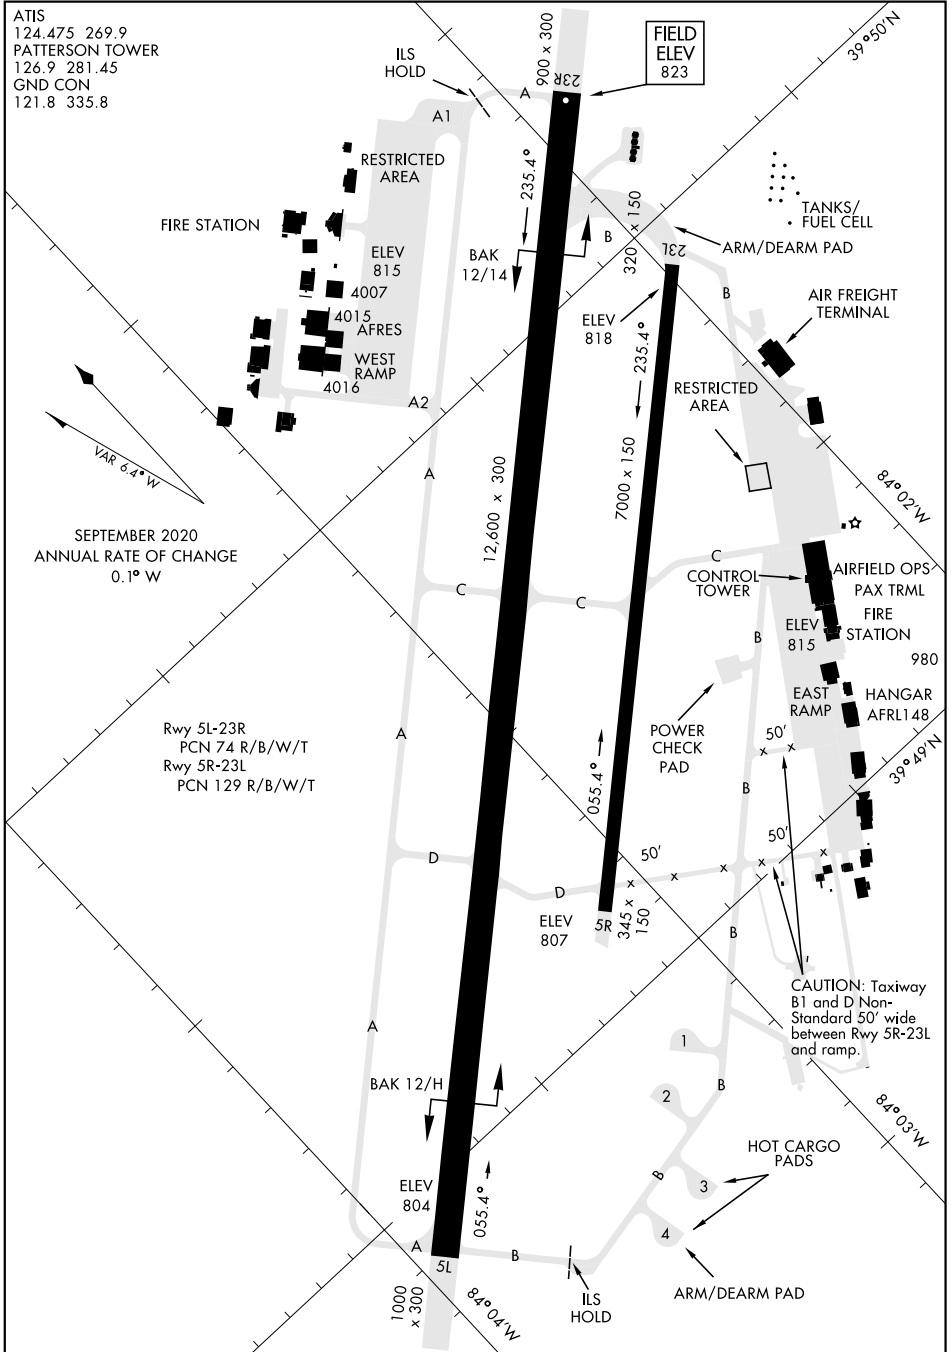 ATIS
124.475 269.9
PATTERSON TOWER
126.9 281.45
GND CON
121.8 335.8
ILS
HOLD
900 x 300
FIELD
ELEV
823
39°50'N
23R
A
A1
RESTRICTED
AREA
235.4°
FIRE STATION
TANKS/
FUEL CELL
ARM/DEARM PAD
B
320 x 150
23L
BAK
12/14
ELEV
815
4007
4015
AFRES
WEST
RAMP
4016
B
AIR FREIGHT
TERMINAL
ELEV
818
235.4°
RESTRICTED
AREA
A2
VAR 6.4° W
A
12,600 x 300
7000 x 150
84°02'W
SEPTEMBER 2020
ANNUAL RATE OF CHANGE
0.1° W
C
C
C
CONTROL
TOWER
AIRFIELD OPS
PAX TRML
FIRE
STATION
ELEV
815
B
980
EAST
RAMP
HANGAR
AFRL148
Rwy 5L-23R
PCN 74 R/B/W/T
Rwy 5R-23L
PCN 129 R/B/W/T
A
POWER
CHECK
PAD
50'
x x
055.4°
B
39°49'N
50'
50'
D
x x x x x
D
ELEV
807
5R
345 x
150
B
CAUTION: Taxiway
B1 and D Non-
Standard 50' wide
between Rwy 5R-23L
and ramp.
A
1
BAK 12/H
2
B
84°03'W
HOT CARGO
PADS
B
3
ELEV
804
055.4°
4
A
5L
B
ILS
HOLD
ARM/DEARM PAD
1000
x 300
84°04'W